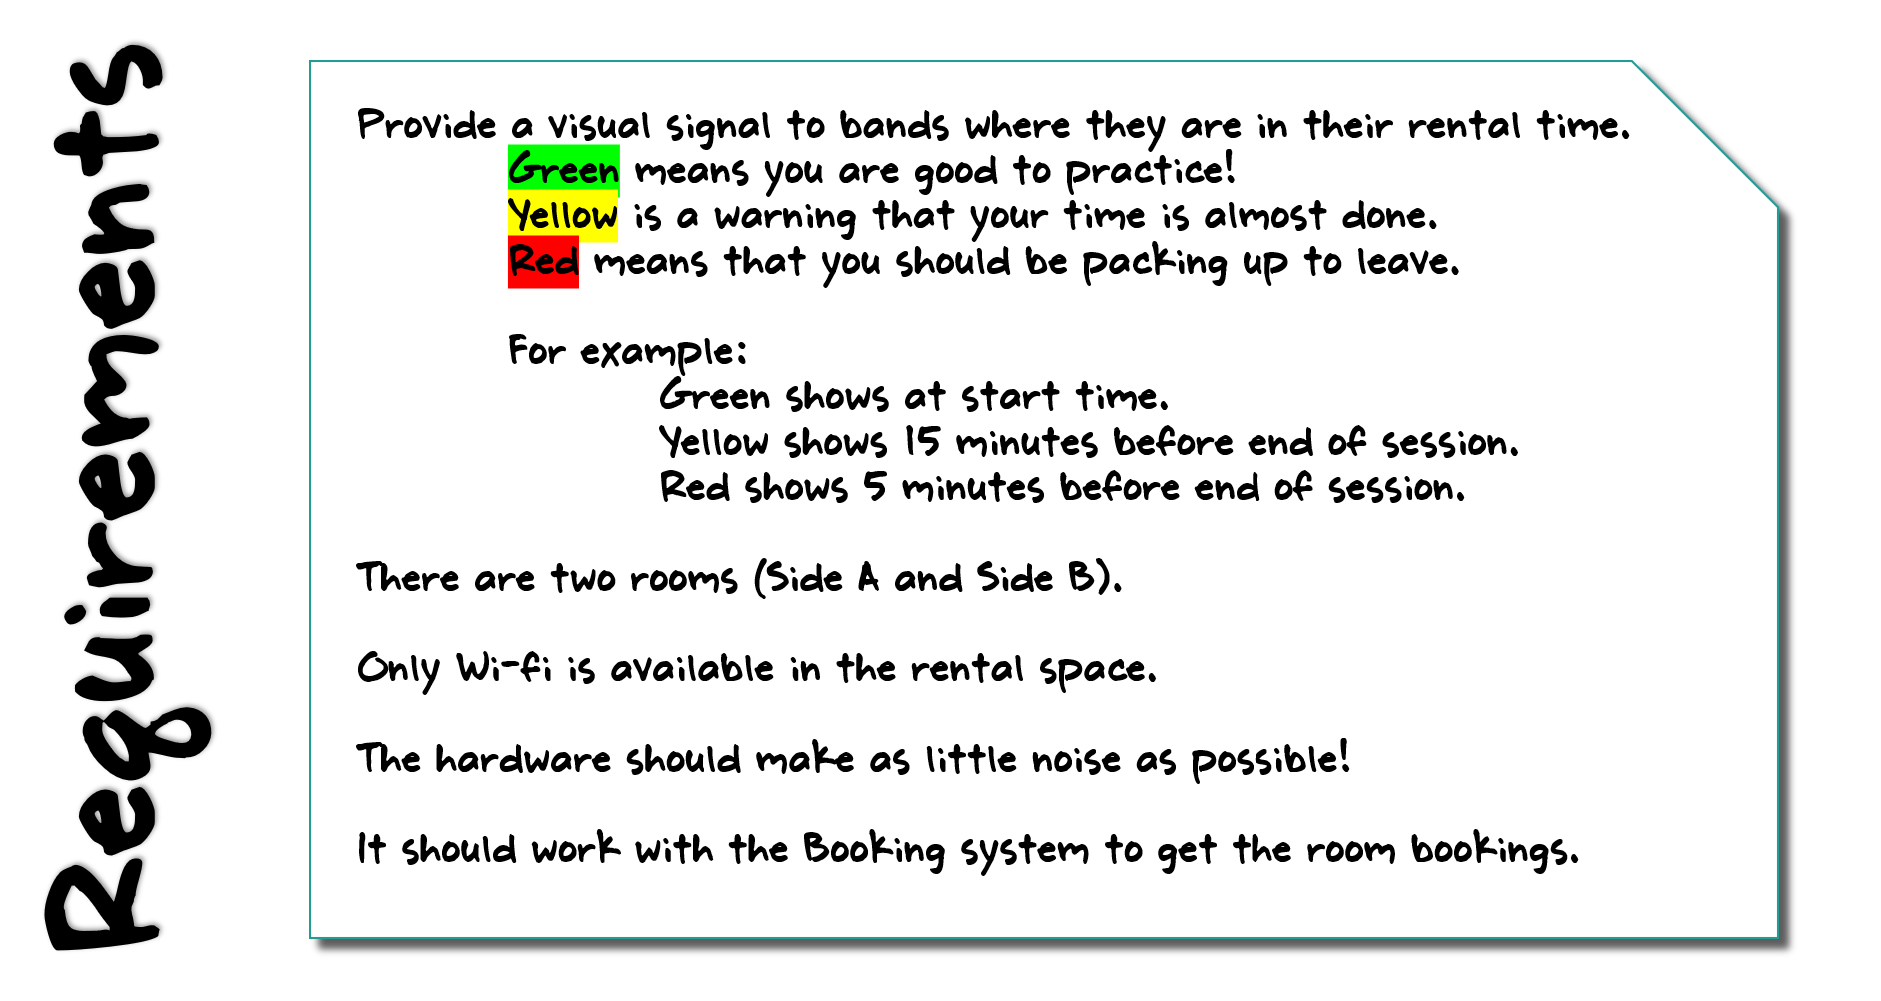 Requirements
Provide a visual signal to bands where they are in their rental time.
Green means you are good to practice!
Yellow is a warning that your time is almost done.
Red means that you should be packing up to leave.
For example:
Green shows at start time.
Yellow shows 15 minutes before end of session.
Red shows 5 minutes before end of session.
There are two rooms (Side A and Side B).
Only Wi-fi is available in the rental space.
The hardware should make as little noise as possible!
It should work with the Booking system to get the room bookings.